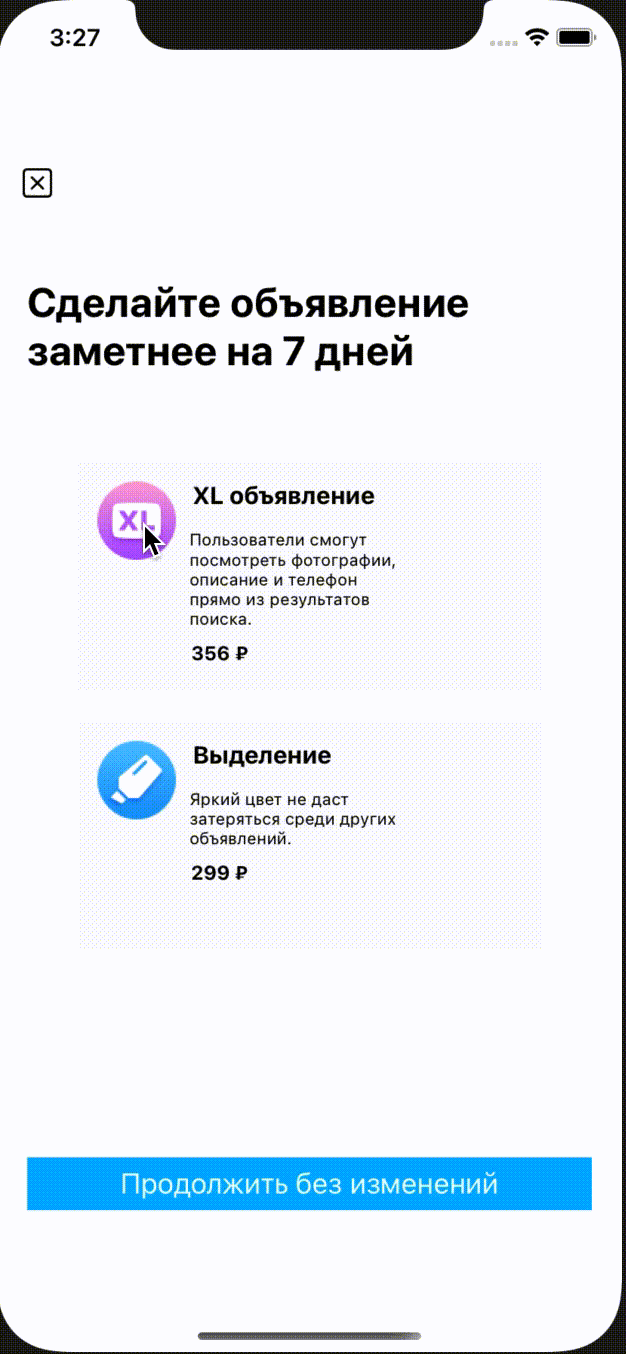 3:27
Сделайте объявление
заметнее на 7 дней
XL объявление
XL
Пользователи смогут
посмотреть фотографии,
описание и телефон
прямо из результатов
поиска.
356 ₽
Выделение
Яркий цвет не даст
затеряться среди других
объявлений.
299 ₽
Продолжить без изменений